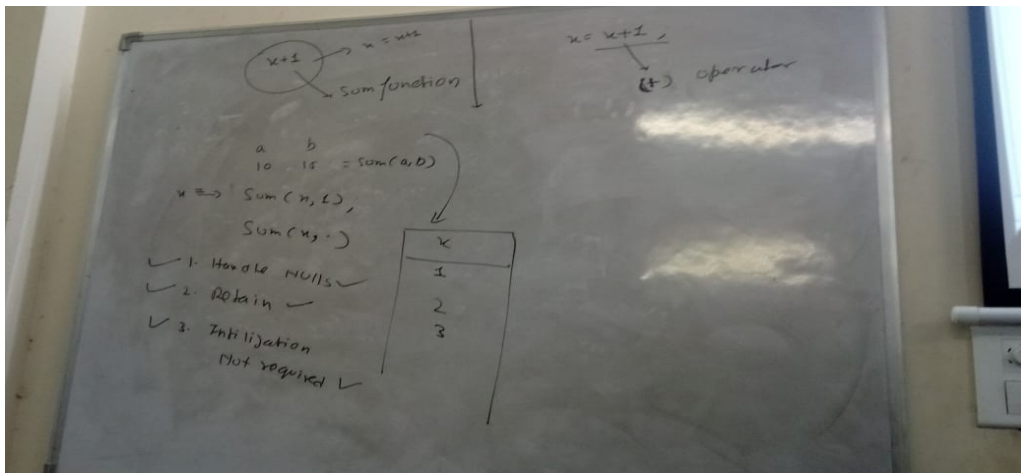 x+1 → x = x+1
→ Sum function
a b
10 15 = Sum(a,b)
x ⇒ Sum(x,1),
Sum(x,.)
✓ 1. Handle Nulls ✓
✓ 2. Retain ✓
✓ 3. Intilization
Not required ✓
x
1
2
3
x = x+1,
(+) operator